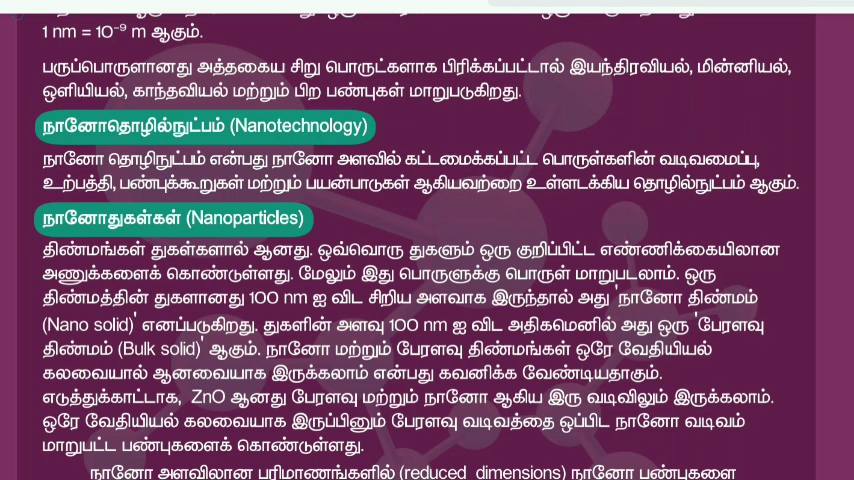 1 nm = 10⁻⁹ m ஆகும்.
பருப்பொருளானது அத்தகைய சிறு பொருட்களாக பிரிக்கப்பட்டால் இயந்திரவியல், மின்னியல்,
ஒளியியல், காந்தவியல் மற்றும் பிற பண்புகள் மாறுபடுகிறது.
நானோதொழில்நுட்பம் (Nanotechnology)
நானோ தொழிநுட்பம் என்பது நானோ அளவில் கட்டமைக்கப்பட்ட பொருள்களின் வடிவமைப்பு,
உற்பத்தி, பண்புக்கூறுகள் மற்றும் பயன்பாடுகள் ஆகியவற்றை உள்ளடக்கிய தொழில்நுட்பம் ஆகும்.
நானோதுகள்கள் (Nanoparticles)
திண்மங்கள் துகள்களால் ஆனது. ஒவ்வொரு துகளும் ஒரு குறிப்பிட்ட எண்ணிக்கையிலான
அணுக்களைக் கொண்டுள்ளது. மேலும் இது பொருளுக்கு பொருள் மாறுபடலாம். ஒரு
திண்மத்தின் துகளானது 100 nm ஐ விட சிறிய அளவாக இருந்தால் அது 'நானோ திண்மம்
(Nano solid)' எனப்படுகிறது. துகளின் அளவு 100 nm ஐ விட அதிகமெனில் அது ஒரு 'பேரளவு
திண்மம் (Bulk solid)' ஆகும். நானோ மற்றும் பேரளவு திண்மங்கள் ஒரே வேதியியல்
கலவையால் ஆனவையாக இருக்கலாம் என்பது கவனிக்க வேண்டியதாகும்.
எடுத்துக்காட்டாக, ZnO ஆனது பேரளவு மற்றும் நானோ ஆகிய இரு வடிவிலும் இருக்கலாம்.
ஒரே வேதியியல் கலவையாக இருப்பினும் பேரளவு வடிவத்தை ஒப்பிட நானோ வடிவம்
மாறுபட்ட பண்புகளைக் கொண்டுள்ளது.
நானோ அளவிலான பரிமாணங்களில் (reduced dimensions) நானோ பண்புகளை